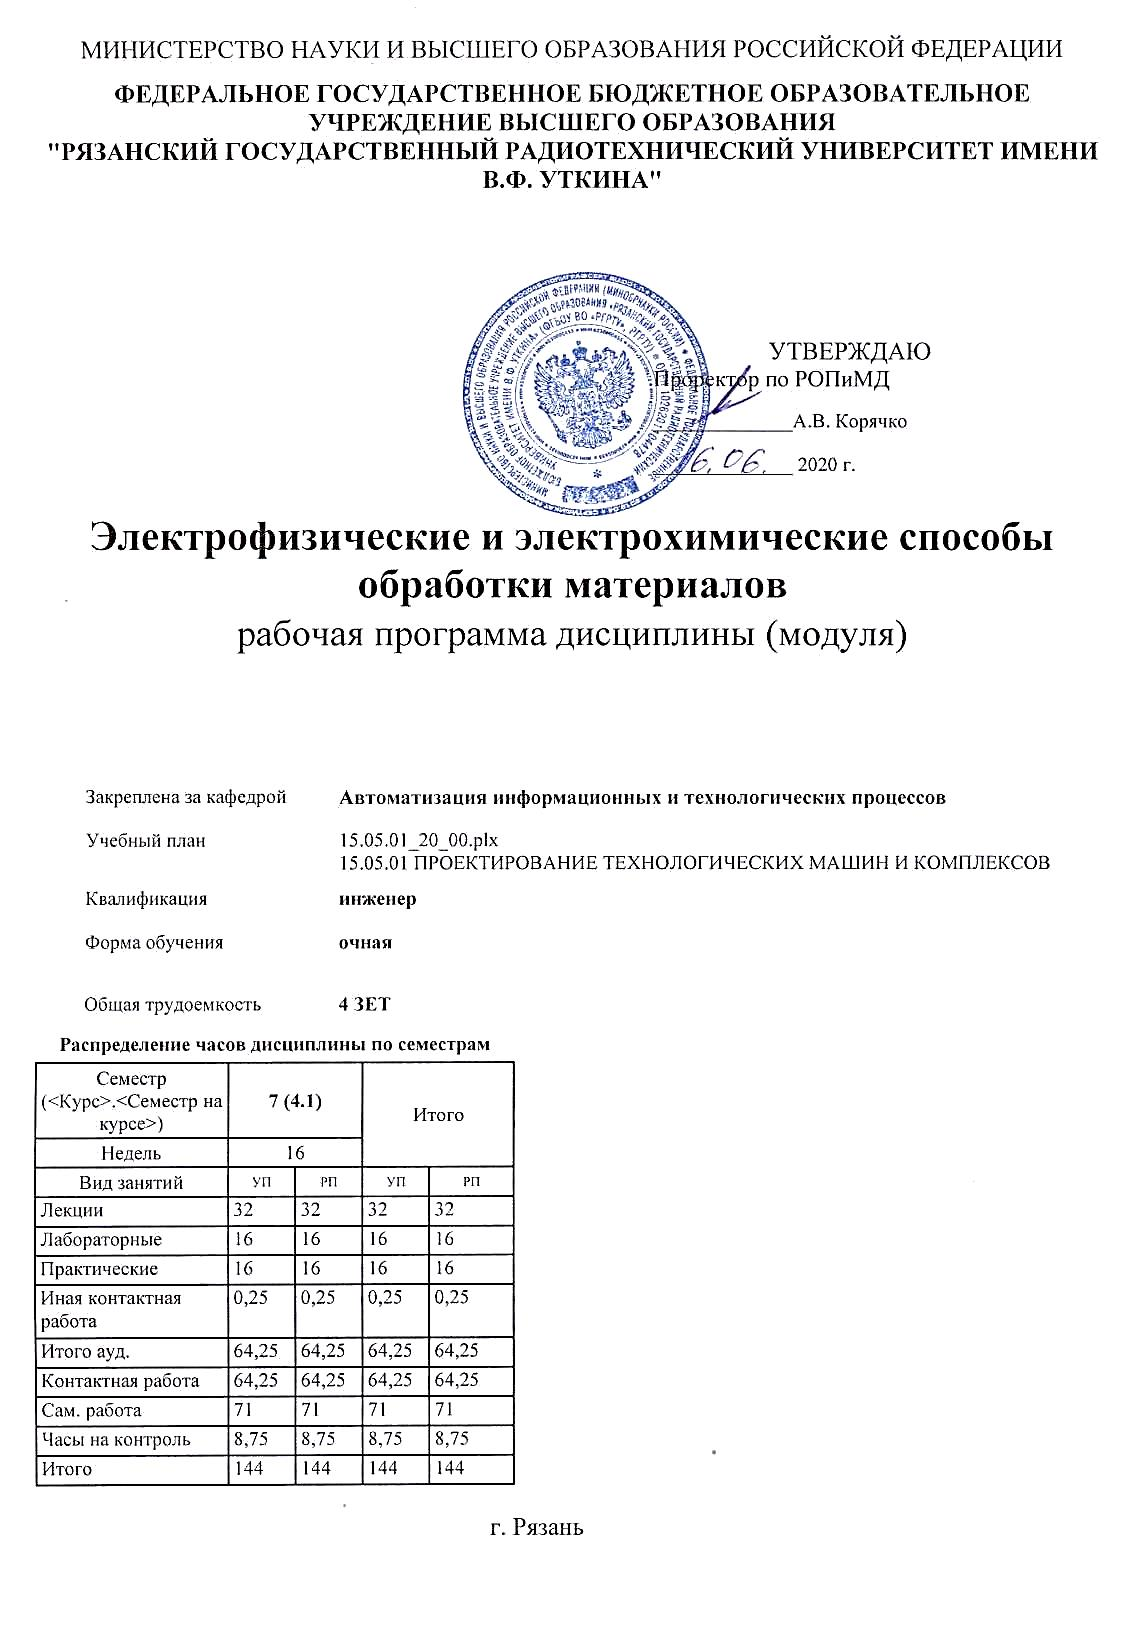 МИНИСТЕРСТВО НАУКИ И ВЫСШЕГО ОБРАЗОВАНИЯ РОССИЙСКОЙ ФЕДЕРАЦИИ
ФЕДЕРАЛЬНОЕ ГОСУДАРСТВЕННОЕ БЮДЖЕТНОЕ ОБРАЗОВАТЕЛЬНОЕ
УЧРЕЖДЕНИЕ ВЫСШЕГО ОБРАЗОВАНИЯ
"РЯЗАНСКИЙ ГОСУДАРСТВЕННЫЙ РАДИОТЕХНИЧЕСКИЙ УНИВЕРСИТЕТ ИМЕНИ
В.Ф. УТКИНА"
УТВЕРЖДАЮ
Проректор по РОПиМД
А.В. Корячко
6.06. 2020 г.
Электрофизические и электрохимические способы
обработки материалов
рабочая программа дисциплины (модуля)
Закреплена за кафедрой Автоматизация информационных и технологических процессов
Учебный план 15.05.01_20_00.plx
15.05.01 ПРОЕКТИРОВАНИЕ ТЕХНОЛОГИЧЕСКИХ МАШИН И КОМПЛЕКСОВ
Квалификация инженер
Форма обучения очная
Общая трудоемкость 4 ЗЕТ
Распределение часов дисциплины по семестрам
Семестр
(<Курс>.<Семестр на
курсе>)
7 (4.1)
Итого
Недель 16
Вид занятий УП РП УП РП
Лекции 32 32 32 32
Лабораторные 16 16 16 16
Практические 16 16 16 16
Иная контактная
работа
0,25 0,25 0,25 0,25
Итого ауд. 64,25 64,25 64,25 64,25
Контактная работа 64,25 64,25 64,25 64,25
Сам. работа 71 71 71 71
Часы на контроль 8,75 8,75 8,75 8,75
Итого 144 144 144 144
г. Рязань